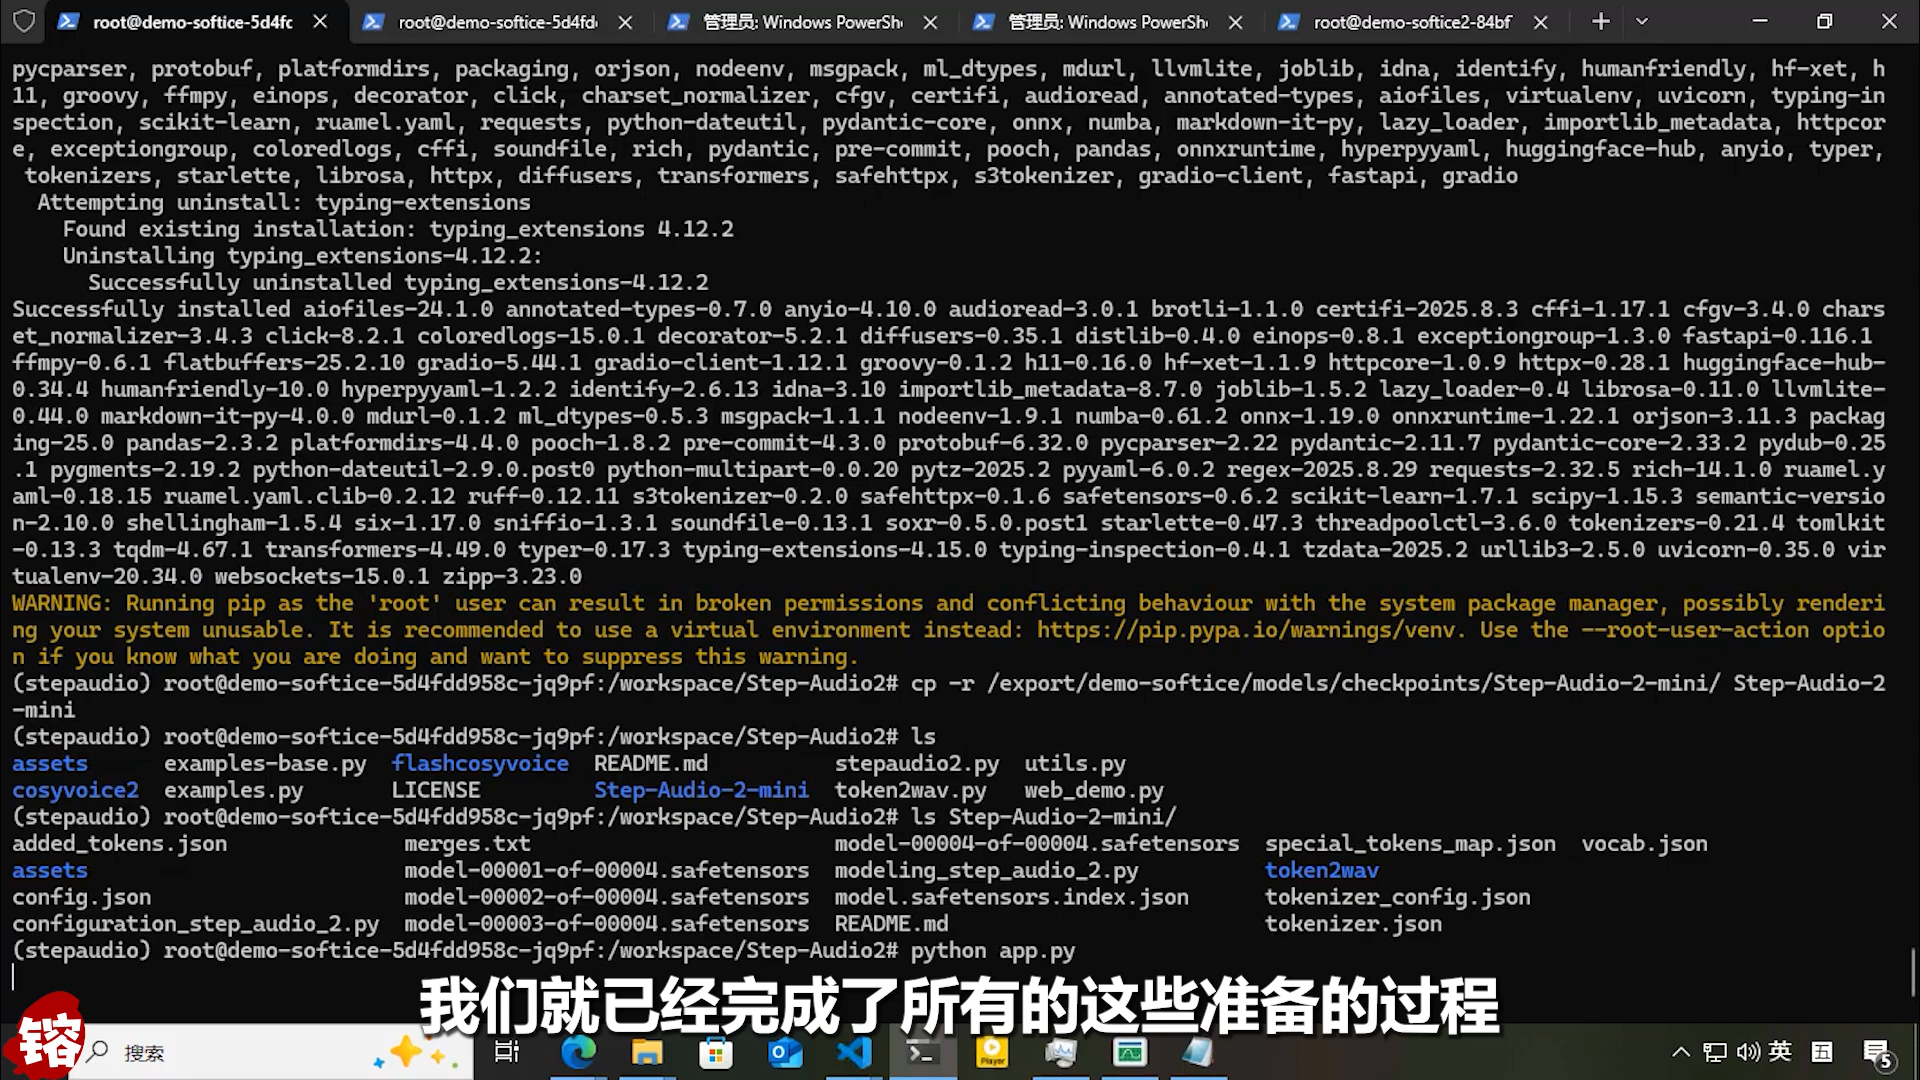 root@demo-softice-5d4fc
root@demo-softice-5d4fd
管理员: Windows PowerShe
管理员: Windows PowerShe
root@demo-softice2-84bf
pycparser, protobuf, platformdirs, packaging, orjson, nodeenv, msgpack, ml_dtypes, mdurl, llvmlite, joblib, idna, identify, humanfriendly, hf-xet, h
11, groovy, ffmpy, einops, decorator, click, charset_normalizer, cfgv, certifi, audioread, annotated-types, aiofiles, virtualenv, uvicorn, typing-in
spection, scikit-learn, ruamel.yaml, requests, python-dateutil, pydantic-core, onnx, numba, markdown-it-py, lazy_loader, importlib_metadata, httpcor
e, exceptiongroup, coloredlogs, cffi, soundfile, rich, pydantic, pre-commit, pooch, pandas, onnxruntime, hyperpyyaml, huggingface-hub, anyio, typer,
tokenizers, starlette, librosa, httpx, diffusers, transformers, safehttpx, s3tokenizer, gradio-client, fastapi, gradio
Attempting uninstall: typing-extensions
Found existing installation: typing_extensions 4.12.2
Uninstalling typing_extensions-4.12.2:
Successfully uninstalled typing_extensions-4.12.2
Successfully installed aiofiles-24.1.0 annotated-types-0.7.0 anyio-4.10.0 audioread-3.0.1 brotli-1.1.0 certifi-2025.8.3 cffi-1.17.1 cfgv-3.4.0 chars
et_normalizer-3.4.3 click-8.2.1 coloredlogs-15.0.1 decorator-5.2.1 diffusers-0.35.1 distlib-0.4.0 einops-0.8.1 exceptiongroup-1.3.0 fastapi-0.116.1
ffmpy-0.6.1 flatbuffers-25.2.10 gradio-5.44.1 gradio-client-1.12.1 groovy-0.1.2 h11-0.16.0 hf-xet-1.1.9 httpcore-1.0.9 httpx-0.28.1 huggingface-hub-
0.34.4 humanfriendly-10.0 hyperpyyaml-1.2.2 identify-2.6.13 idna-3.10 importlib_metadata-8.7.0 joblib-1.5.2 lazy_loader-0.4 librosa-0.11.0 llvmlite-
0.44.0 markdown-it-py-4.0.0 mdurl-0.1.2 ml_dtypes-0.5.3 msgpack-1.1.1 nodeenv-1.9.1 numba-0.61.2 onnx-1.19.0 onnxruntime-1.22.1 orjson-3.11.3 packag
ing-25.0 pandas-2.3.2 platformdirs-4.4.0 pooch-1.8.2 pre-commit-4.3.0 protobuf-6.32.0 pycparser-2.22 pydantic-2.11.7 pydantic-core-2.33.2 pydub-0.25
.1 pygments-2.19.2 python-dateutil-2.9.0.post0 python-multipart-0.0.20 pytz-2025.2 pyyaml-6.0.2 regex-2025.8.29 requests-2.32.5 rich-14.1.0 ruamel.y
aml-0.18.15 ruamel.yaml.clib-0.2.12 ruff-0.12.11 s3tokenizer-0.2.0 safehttpx-0.1.6 safetensors-0.6.2 scikit-learn-1.7.1 scipy-1.15.3 semantic-versio
n-2.10.0 shellingham-1.5.4 six-1.17.0 sniffio-1.3.1 soundfile-0.13.1 soxr-0.5.0.post1 starlette-0.47.3 threadpoolctl-3.6.0 tokenizers-0.21.4 tomlkit
-0.13.3 tqdm-4.67.1 transformers-4.49.0 typer-0.17.3 typing-extensions-4.15.0 typing-inspection-0.4.1 tzdata-2025.2 urllib3-2.5.0 uvicorn-0.35.0 vir
tualenv-20.34.0 websockets-15.0.1 zipp-3.23.0
WARNING: Running pip as the 'root' user can result in broken permissions and conflicting behaviour with the system package manager, possibly renderi
ng your system unusable. It is recommended to use a virtual environment instead: https://pip.pypa.io/warnings/venv. Use the --root-user-action optio
n if you know what you are doing and want to suppress this warning.
(stepaudio) root@demo-softice-5d4fdd958c-jq9pf:/workspace/Step-Audio2# cp -r /export/demo-softice/models/checkpoints/Step-Audio-2-mini/ Step-Audio-2
-mini
(stepaudio) root@demo-softice-5d4fdd958c-jq9pf:/workspace/Step-Audio2# ls
assets examples-base.py flashcosyvoice README.md stepaudio2.py utils.py
cosyvoice2 examples.py LICENSE Step-Audio-2-mini token2wav.py web_demo.py
(stepaudio) root@demo-softice-5d4fdd958c-jq9pf:/workspace/Step-Audio2# ls Step-Audio-2-mini/
added_tokens.json merges.txt model-00004-of-00004.safetensors special_tokens_map.json vocab.json
assets model-00001-of-00004.safetensors modeling_step_audio_2.py token2wav
config.json model-00002-of-00004.safetensors model.safetensors.index.json tokenizer_config.json
configuration_step_audio_2.py model-00003-of-00004.safetensors README.md tokenizer.json
(stepaudio) root@demo-softice-5d4fdd958c-jq9pf:/workspace/Step-Audio2# python app.py
我们就已经完成了所有的这些准备的过程
镕
搜索
Player
英
五
5